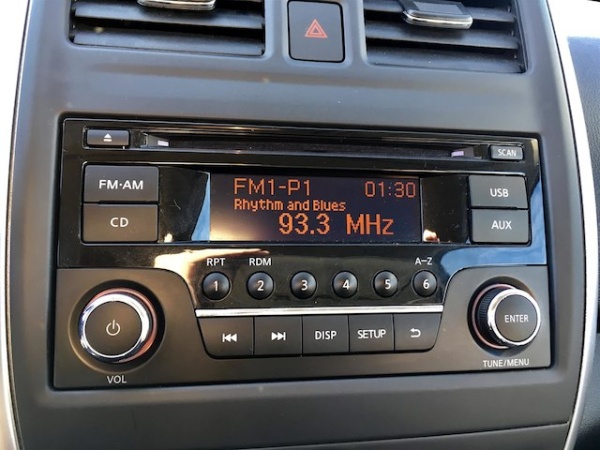 SCAN
FM·AM
CD
FM1-P1 01:30
Rhythm and Blues
93.3 MHz
USB
AUX
RPT RDM A-Z
1 2 3 4 5 6
DISP SETUP
VOL
ENTER
TUNE/MENU